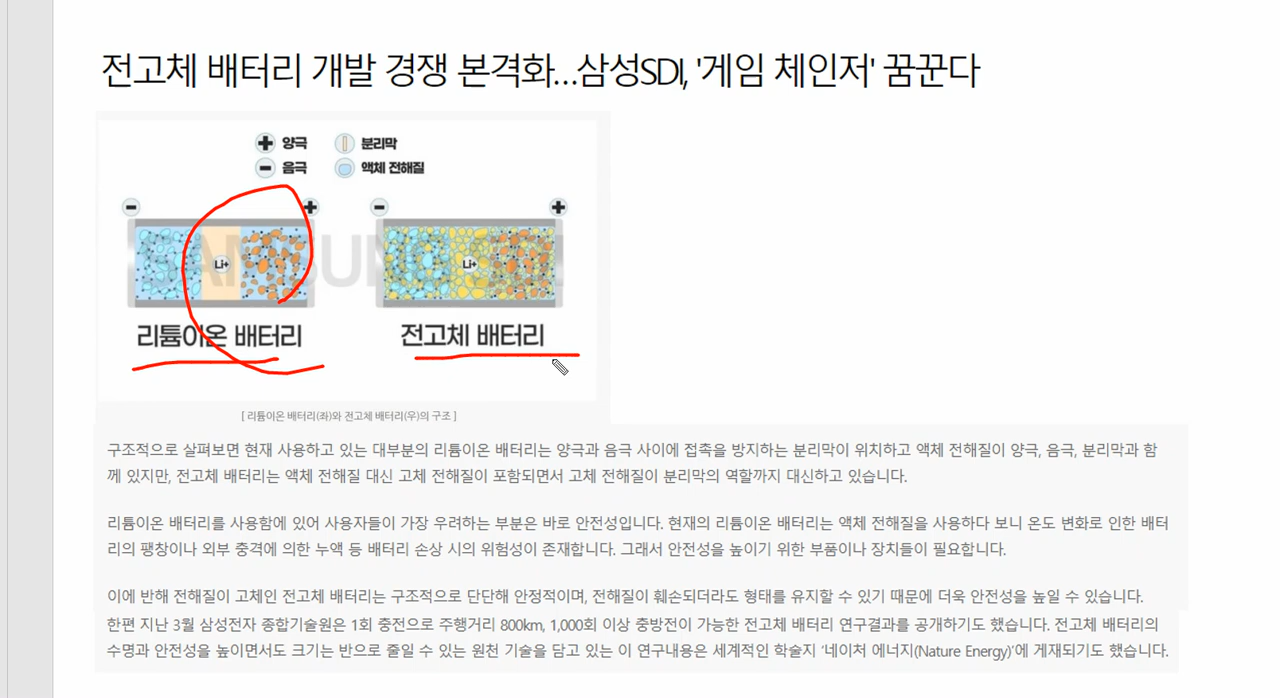 전고체 배터리 개발 경쟁 본격화...삼성SDI, '게임 체인저' 꿈꾼다
양극 분리막
음극 액체 전해질
Li+ Li+
리튬이온 배터리 전고체 배터리
[ 리튬이온 배터리(좌)와 전고체 배터리(우)의 구조 ]
구조적으로 살펴보면 현재 사용하고 있는 대부분의 리튬이온 배터리는 양극과 음극 사이에 접촉을 방지하는 분리막이 위치하고 액체 전해질이 양극, 음극, 분리막과 함
께 있지만, 전고체 배터리는 액체 전해질 대신 고체 전해질이 포함되면서 고체 전해질이 분리막의 역할까지 대신하고 있습니다.
리튬이온 배터리를 사용함에 있어 사용자들이 가장 우려하는 부분은 바로 안전성입니다. 현재의 리튬이온 배터리는 액체 전해질을 사용하다 보니 온도 변화로 인한 배터
리의 팽창이나 외부 충격에 의한 누액 등 배터리 손상 시의 위험성이 존재합니다. 그래서 안전성을 높이기 위한 부품이나 장치들이 필요합니다.
이에 반해 전해질이 고체인 전고체 배터리는 구조적으로 단단해 안정적이며, 전해질이 훼손되더라도 형태를 유지할 수 있기 때문에 더욱 안전성을 높일 수 있습니다.
한편 지난 3월 삼성전자 종합기술원은 1회 충전으로 주행거리 800km, 1,000회 이상 충방전이 가능한 전고체 배터리 연구결과를 공개하기도 했습니다. 전고체 배터리의
수명과 안전성을 높이면서도 크기는 반으로 줄일 수 있는 원천 기술을 담고 있는 이 연구내용은 세계적인 학술지 '네이처 에너지(Nature Energy)'에 게재되기도 했습니다.